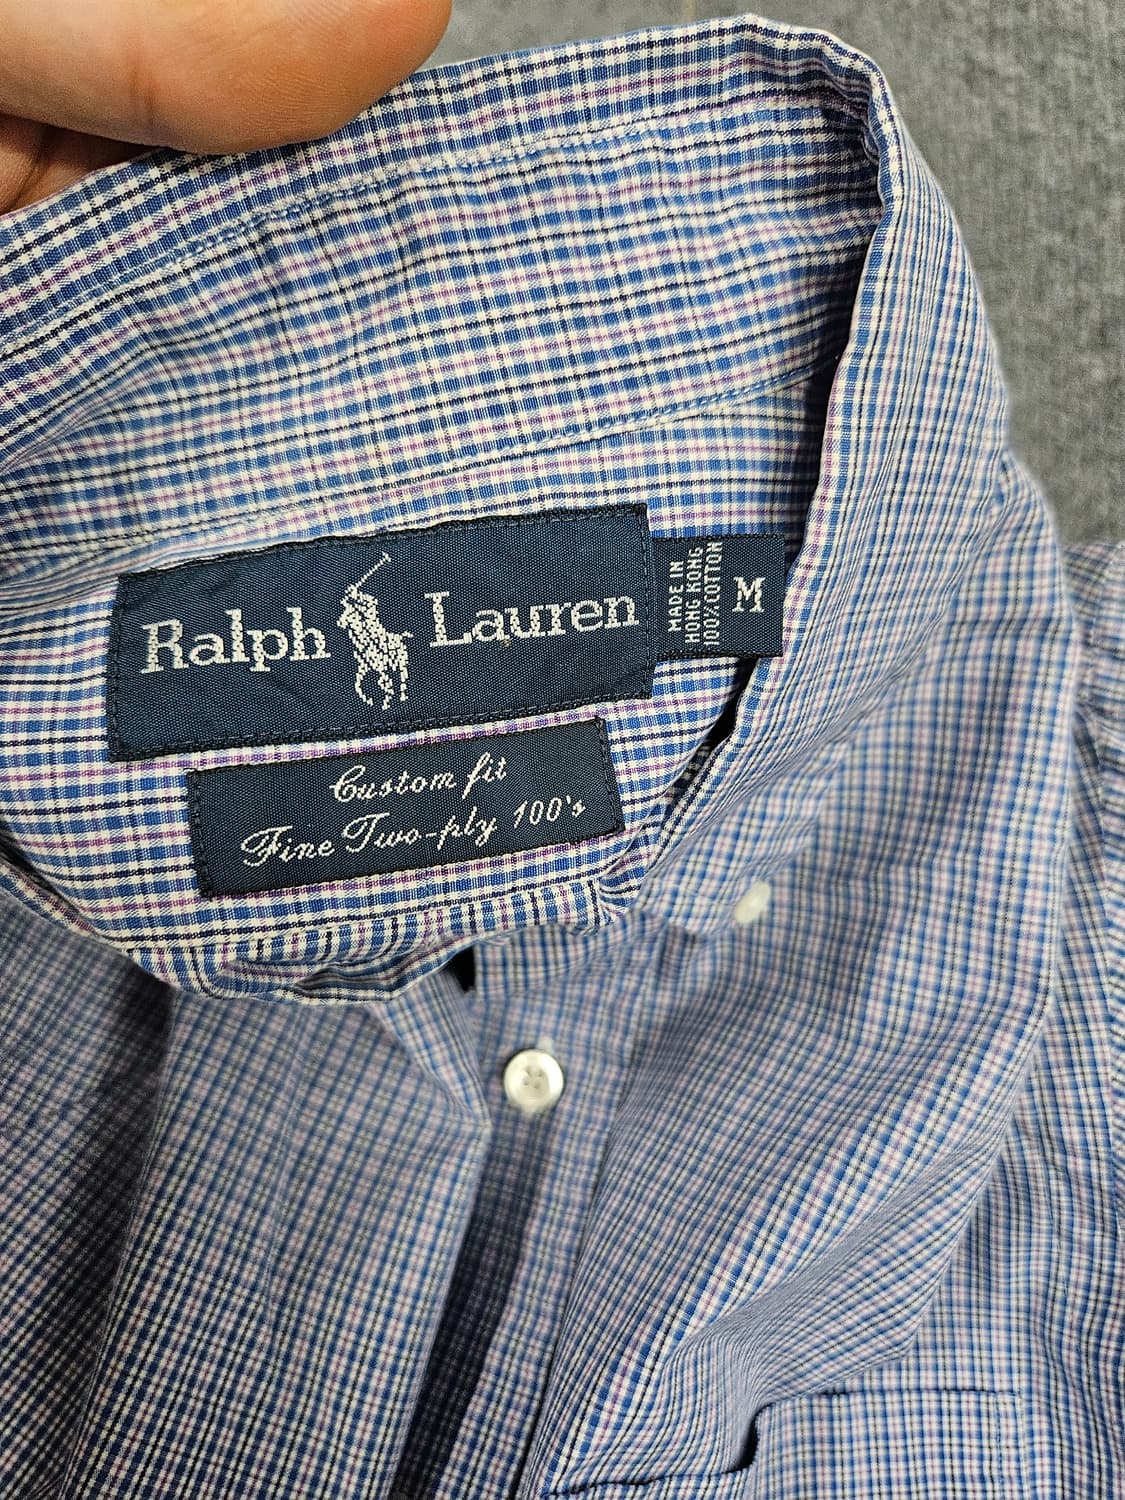 Ralph Lauren
MADE IN
HONG KONG
100% COTTON
M
Custom fit
Fine Two-ply 100's